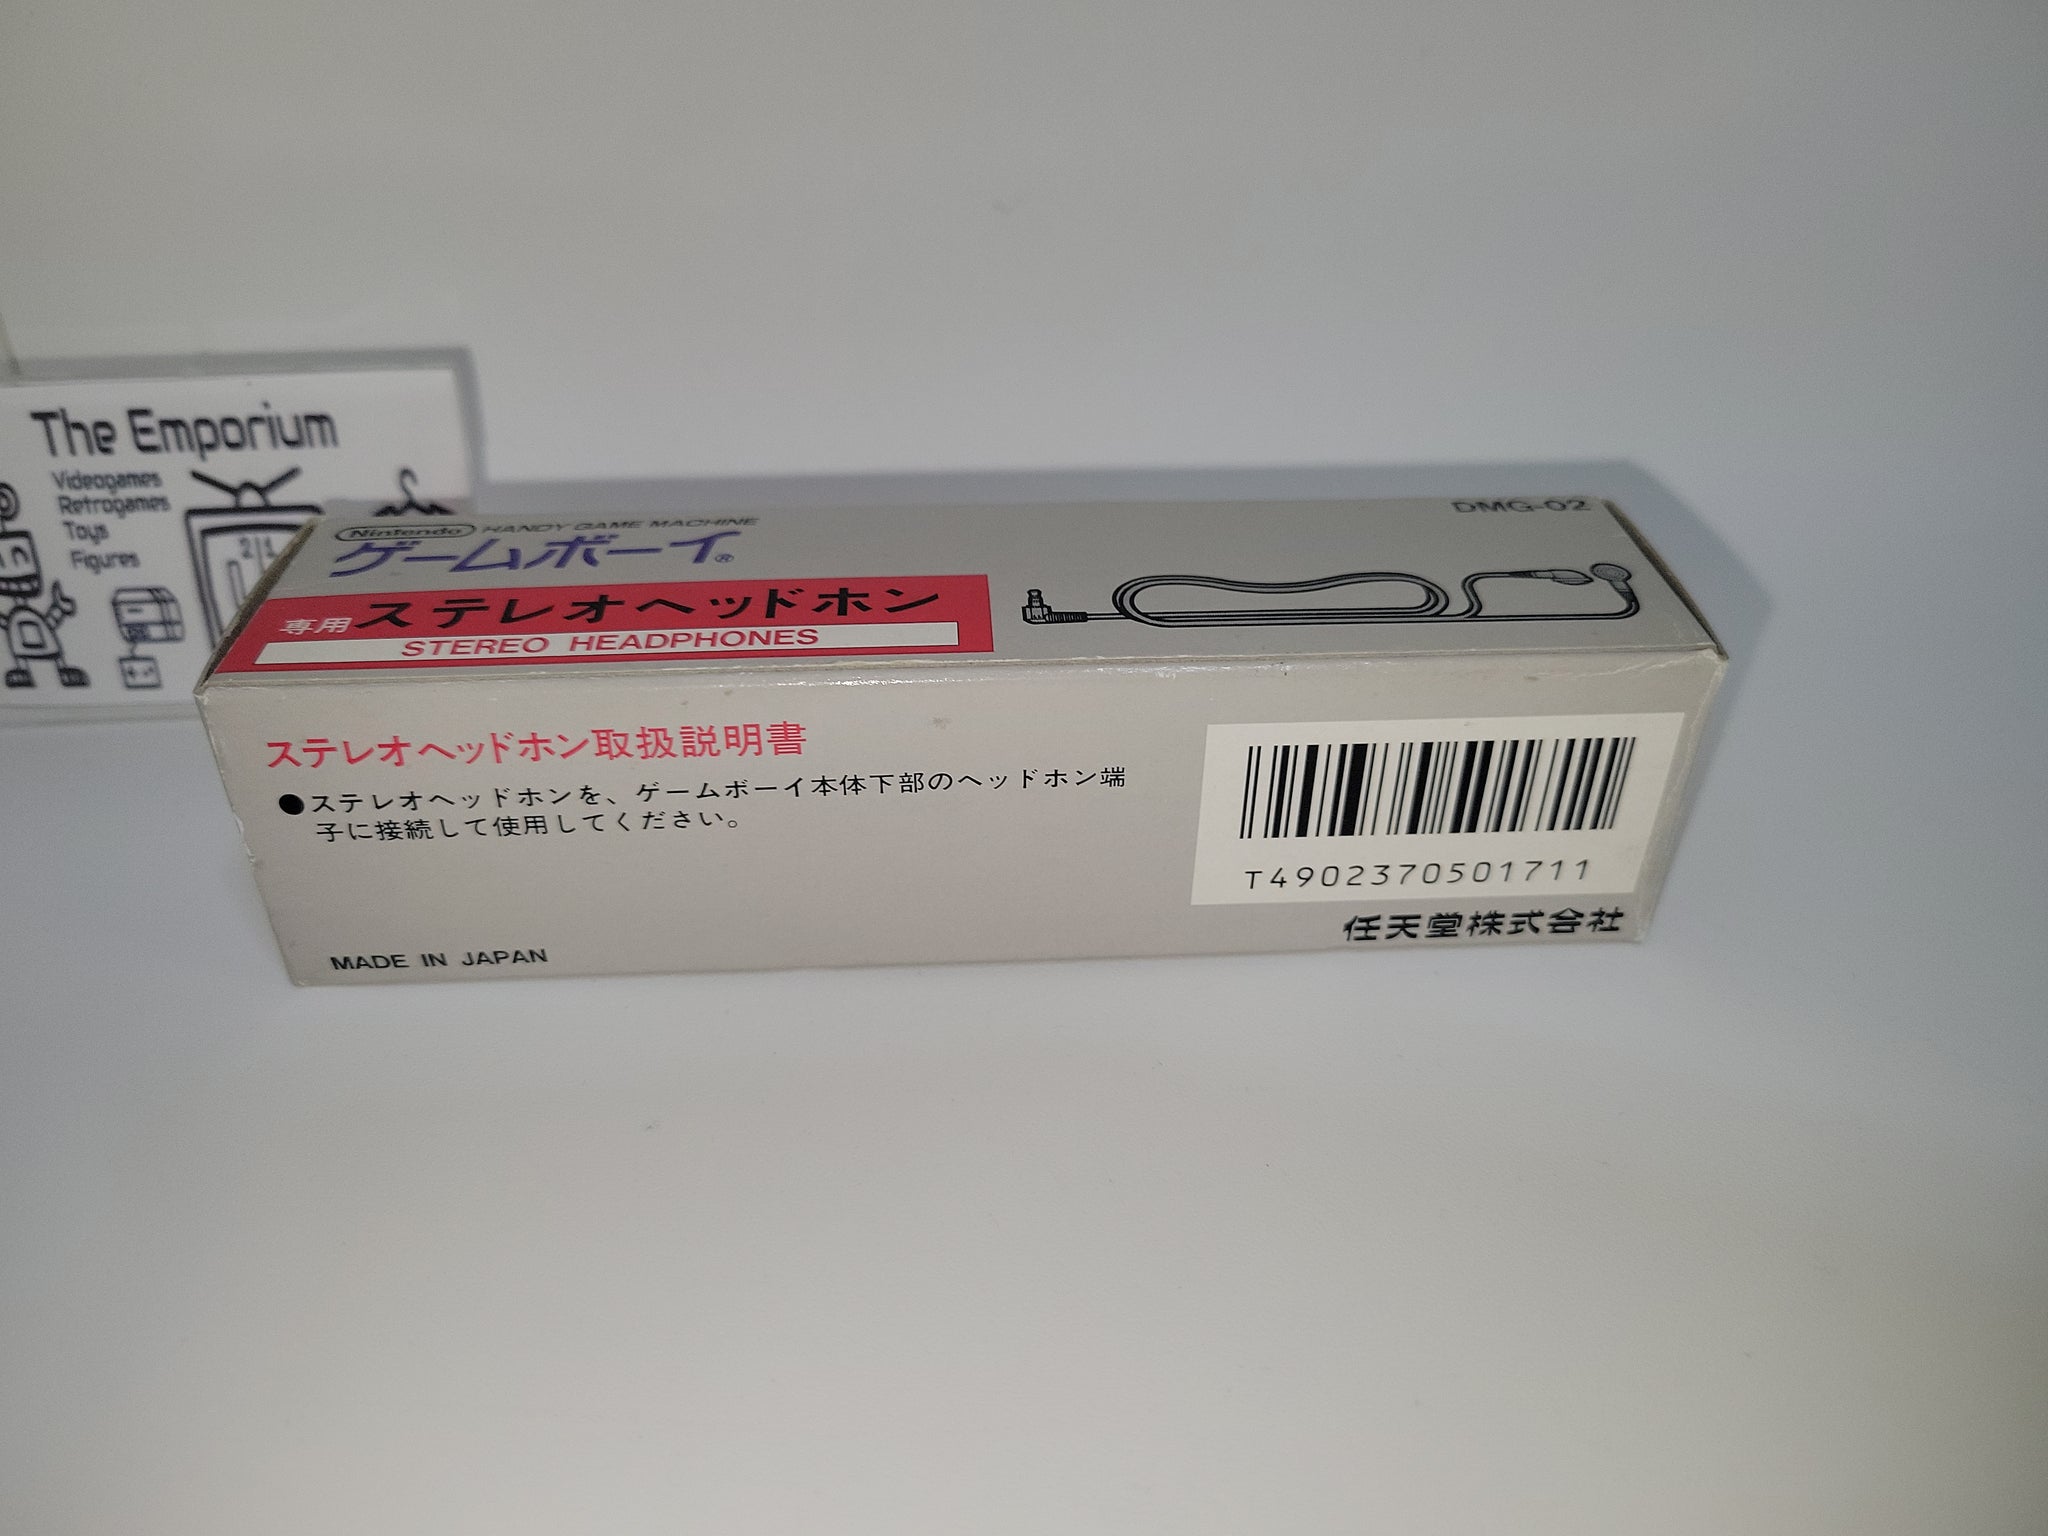 The Emporium
Videogames
Retrogames
Toys
Figures
2|1
Nintendo HANDY GAME MACHINE
ゲームボーイ®
DMG-02
専用ステレオヘッドホン
STEREO HEADPHONES
ステレオヘッドホン取扱説明書
●ステレオヘッドホンを、ゲームボーイ本体下部のヘッドホン端
子に接続して使用してください。
T4902370501711
任天堂株式会社
MADE IN JAPAN